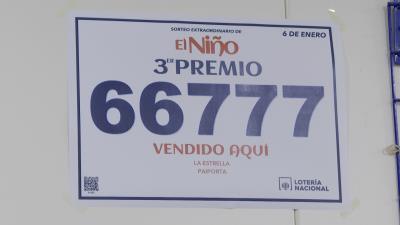 SORTEO EXTRAORDINARIO DE
El Niño
6 DE ENERO
3er PREMIO
66777
VENDIDO AQUÍ
LA ESTRELLA
PAIPORTA
LOTERÍA
NACIONAL